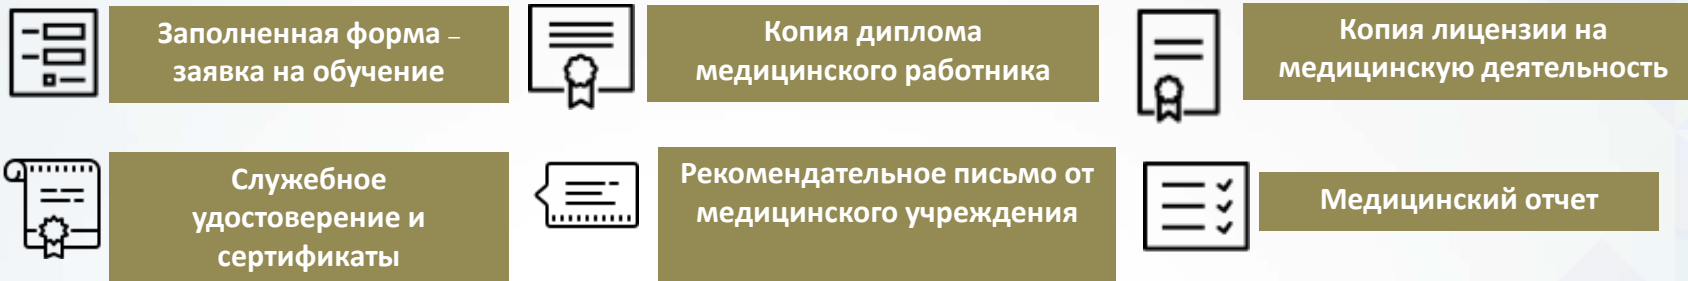 Заполненная форма –
заявка на обучение
Копия диплома
медицинского работника
Копия лицензии на
медицинскую деятельность
Служебное
удостоверение и
сертификаты
Рекомендательное письмо от
медицинского учреждения
Медицинский отчет